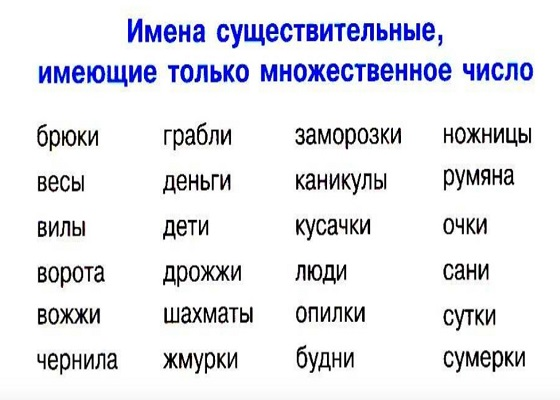 Имена существительные,
имеющие только множественное число
брюки грабли заморозки ножницы
весы деньги каникулы румяна
вилы дети кусачки очки
ворота дрожжи люди сани
вожжи шахматы опилки сутки
чернила жмурки будни сумерки